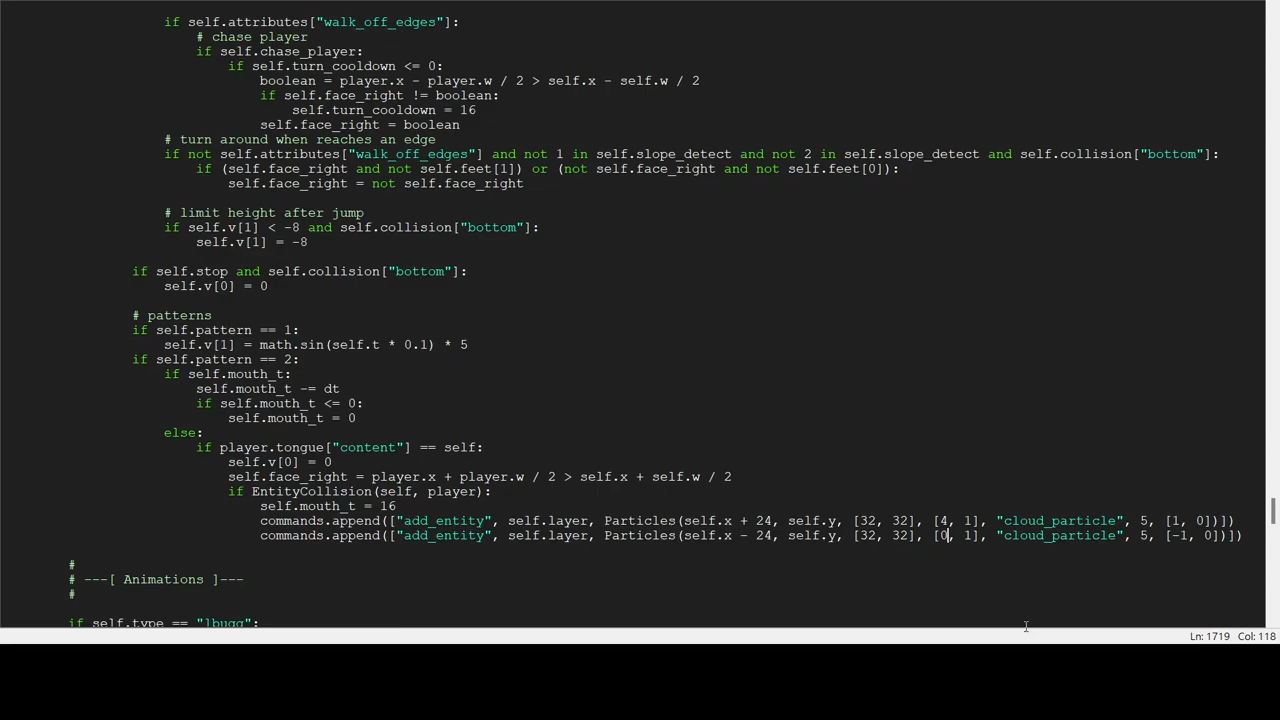 if self.attributes["walk_off_edges"]:
# chase player
if self.chase_player:
if self.turn_cooldown <= 0:
boolean = player.x - player.w / 2 > self.x - self.w / 2
if self.face_right != boolean:
self.turn_cooldown = 16
self.face_right = boolean
# turn around when reaches an edge
if not self.attributes["walk_off_edges"] and not 1 in self.slope_detect and not 2 in self.slope_detect and self.collision["bottom"]:
if (self.face_right and not self.feet[1]) or (not self.face_right and not self.feet[0]):
self.face_right = not self.face_right
# limit height after jump
if self.v[1] < -8 and self.collision["bottom"]:
self.v[1] = -8
if self.stop and self.collision["bottom"]:
self.v[0] = 0
# patterns
if self.pattern == 1:
self.v[1] = math.sin(self.t * 0.1) * 5
if self.pattern == 2:
if self.mouth_t:
self.mouth_t -= dt
if self.mouth_t <= 0:
self.mouth_t = 0
else:
if player.tongue["content"] == self:
self.v[0] = 0
self.face_right = player.x + player.w / 2 > self.x + self.w / 2
if EntityCollision(self, player):
self.mouth_t = 16
commands.append(["add_entity", self.layer, Particles(self.x + 24, self.y, [32, 32], [4, 1], "cloud_particle", 5, [1, 0])])
commands.append(["add_entity", self.layer, Particles(self.x - 24, self.y, [32, 32], [0, 1], "cloud_particle", 5, [-1, 0])])
#
# ---[ Animations ]---
#
if self.type == "lbugg":
Ln: 1719 Col: 118